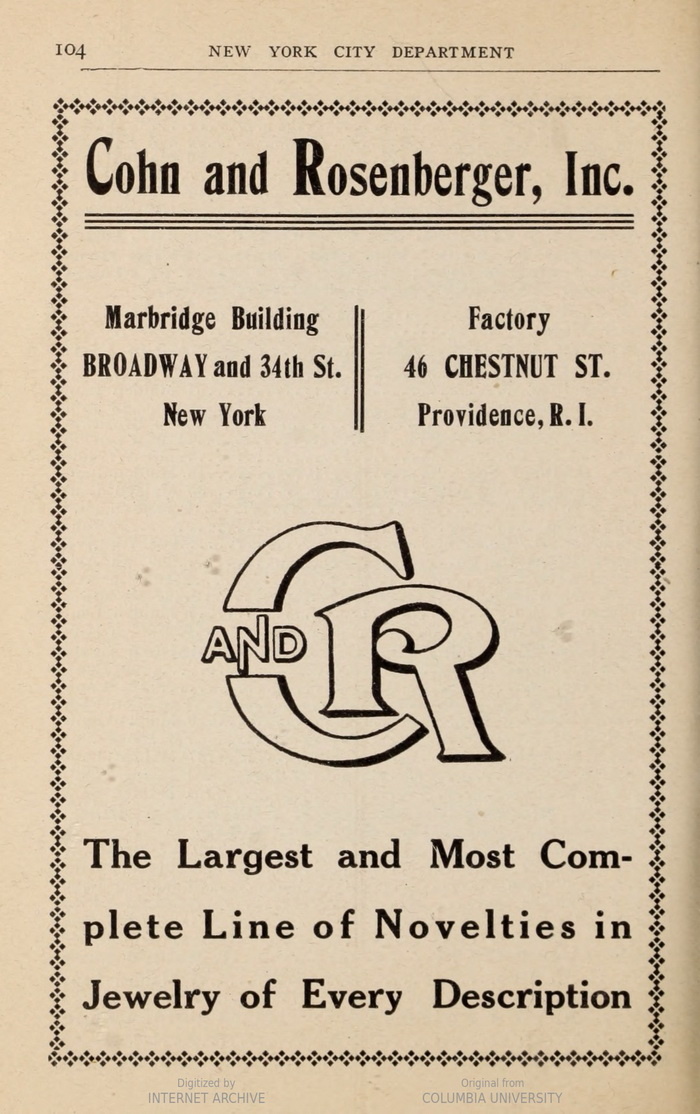 104
NEW YORK CITY DEPARTMENT
Cohn and Rosenberger, Inc.
Marbridge Building
BROADWAY and 34th St.
New York
Factory
46 CHESTNUT ST.
Providence, R. I.
C AND R
The Largest and Most Com-
plete Line of Novelties in
Jewelry of Every Description
Digitized by
INTERNET ARCHIVE
Original from
COLUMBIA UNIVERSITY